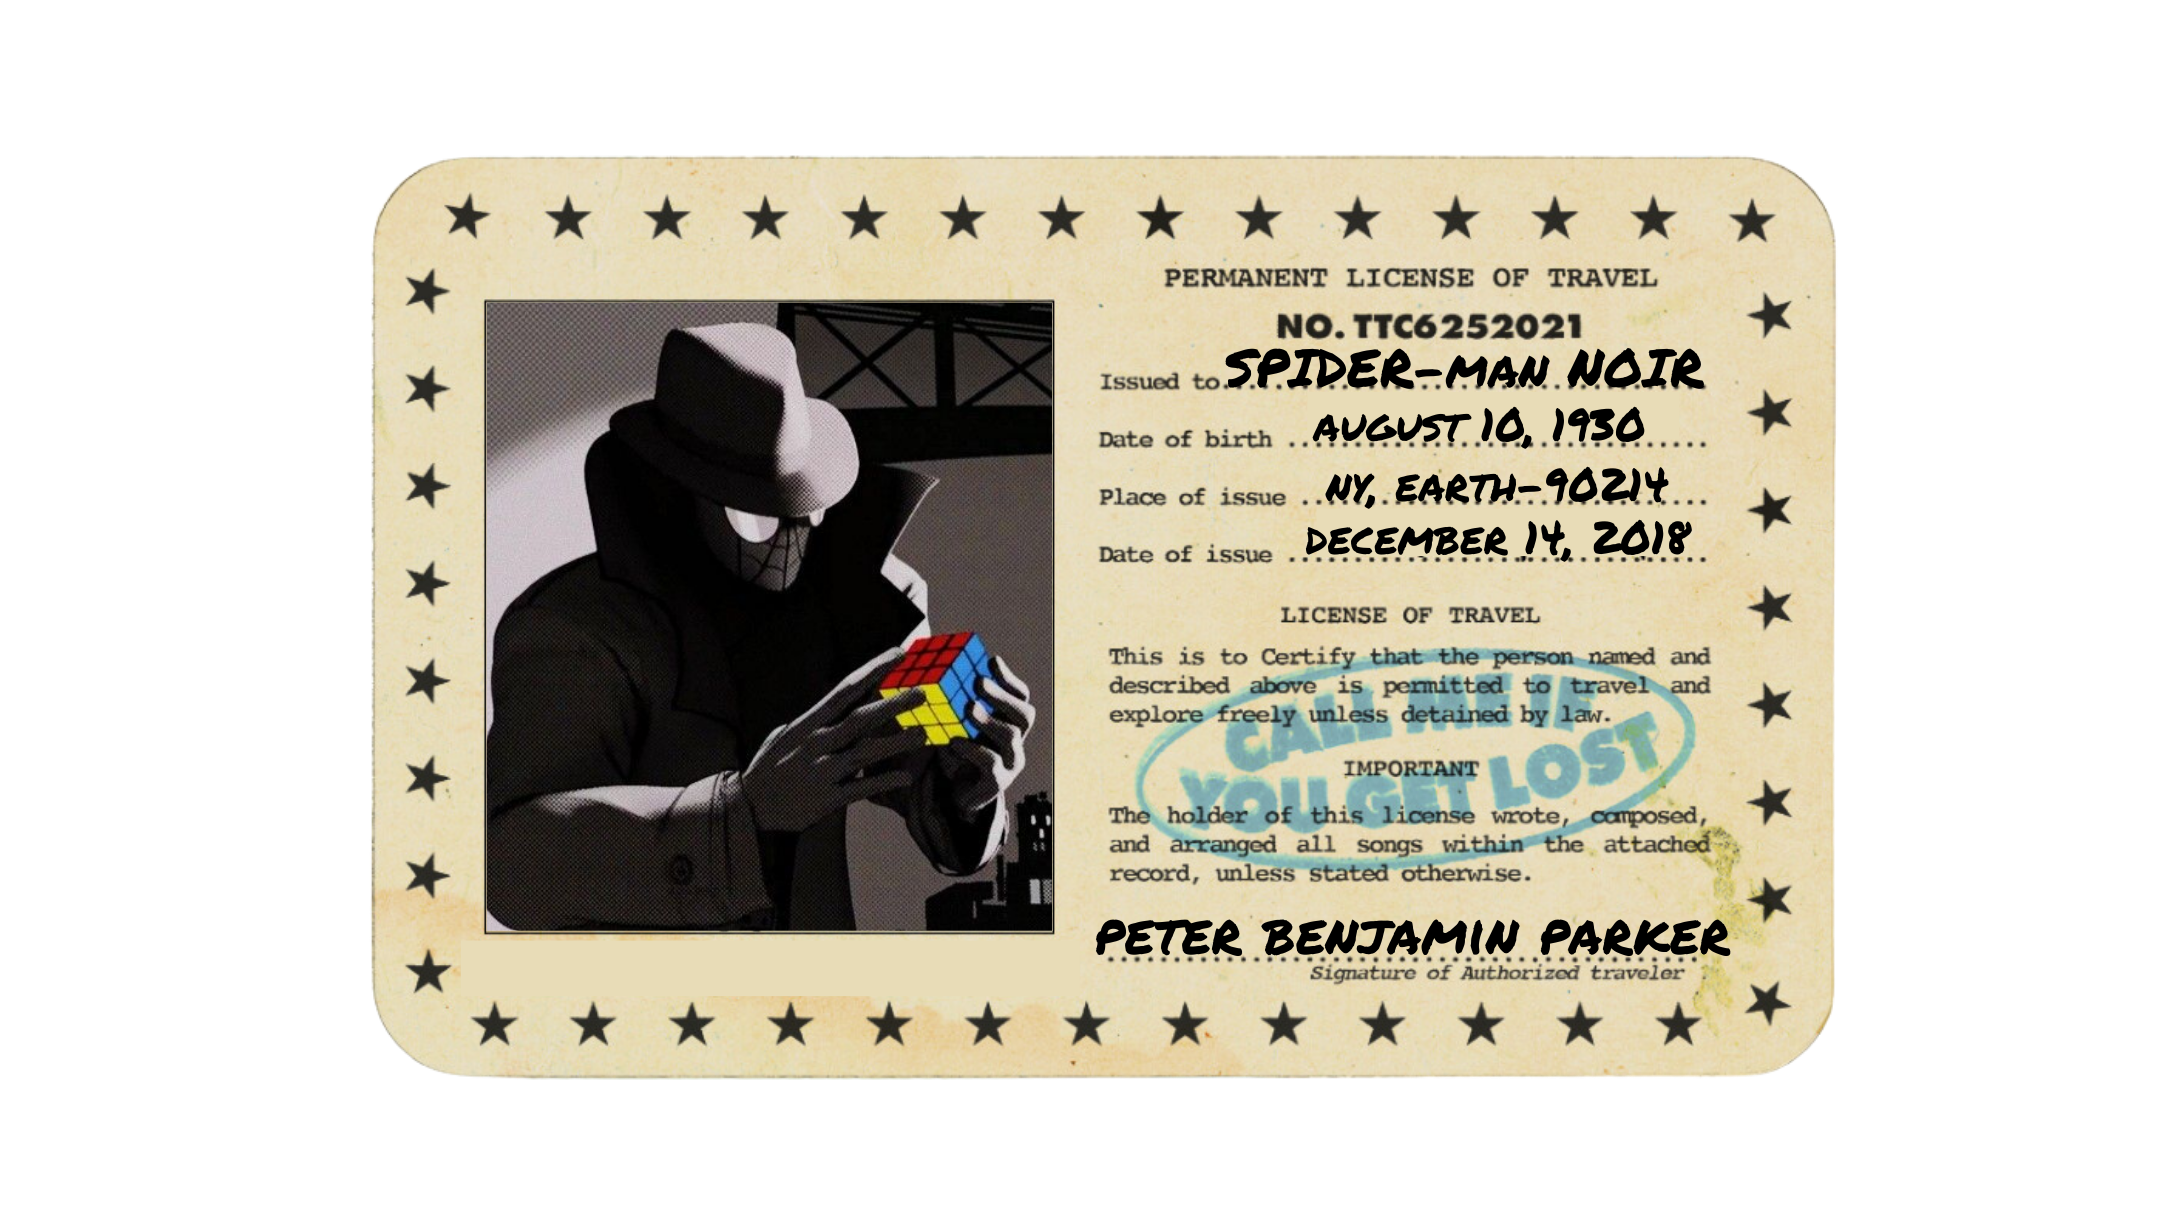 PERMANENT LICENSE OF TRAVEL
NO. TTC6252021
Issued to SPIDER-MAN NOIR
Date of birth AUGUST 10, 1930
Place of issue NY, EARTH-90214
Date of issue DECEMBER 14, 2018
LICENSE OF TRAVEL
This is to Certify that the person named and
described above is permitted to travel and
explore freely unless detained by law.
CALL ME IF
YOU GET LOST
IMPORTANT
The holder of this license wrote, composed,
and arranged all songs within the attached
record, unless stated otherwise.
PETER BENJAMIN PARKER
Signature of Authorized traveler